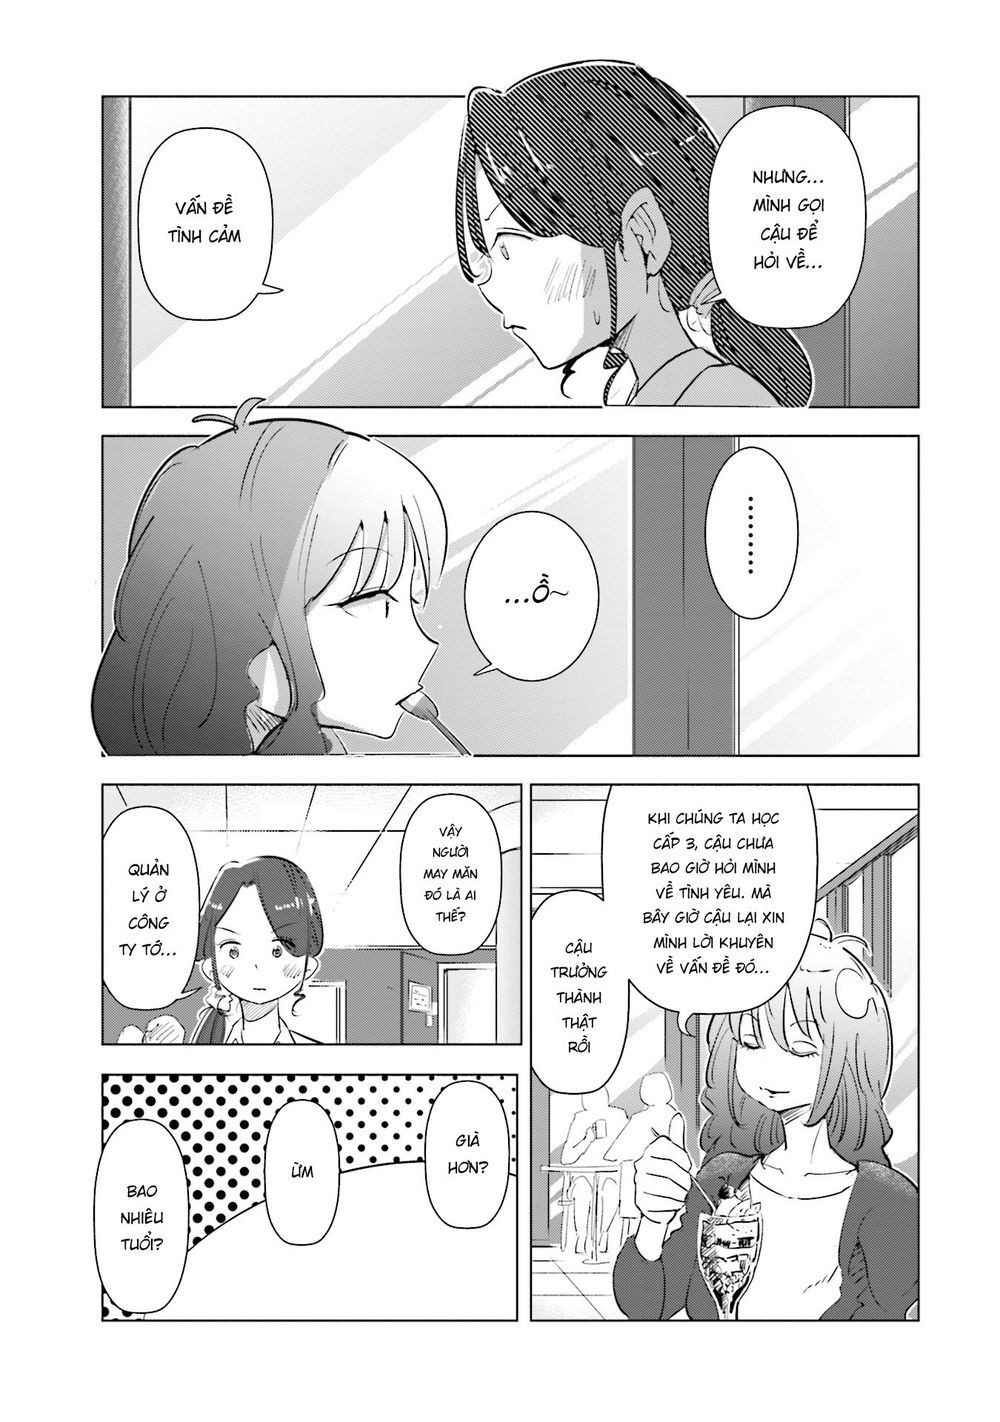 NHƯNG...
MÌNH GỌI
CẬU ĐỂ
HỎI VỀ...
VẤN ĐỀ
TÌNH CẢM
.........
...Ồ~
KHI CHÚNG TA HỌC
CẤP 3, CẬU CHƯA
BAO GIỜ HỎI MÌNH
VỀ TÌNH YÊU. MÀ
BÂY GIỜ CẬU LẠI XIN
MÌNH LỜI KHUYÊN
VỀ VẤN ĐỀ ĐÓ...
CẬU
TRƯỞNG
THÀNH
THẬT
RỒI
VẬY
NGƯỜI
MAY MẮN
ĐÓ LÀ AI
THẾ?
QUẢN
LÝ Ở
CÔNG
TY TỚ...
GIÀ
HƠN?
ỪM
BAO
NHIÊU
TUỔI?